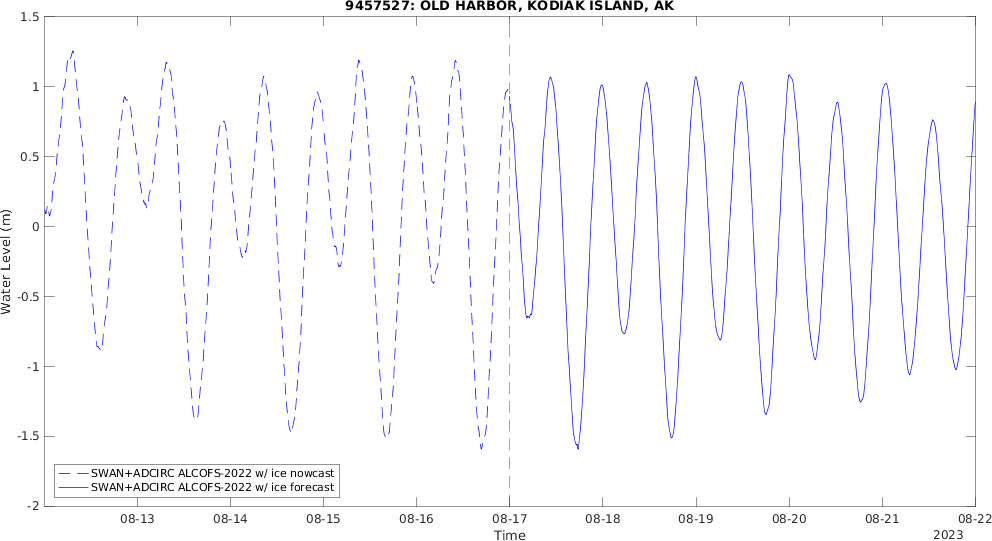 9457527: OLD HARBOR, KODIAK ISLAND, AK
1.5
1
0.5
0
-0.5
-1
-1.5
-2
Water Level (m)
SWAN+ADCIRC ALCOFS-2022 w/ ice nowcast
SWAN+ADCIRC ALCOFS-2022 w/ ice forecast
08-13 08-14 08-15 08-16 08-17 08-18 08-19 08-20 08-21 08-22
Time
2023